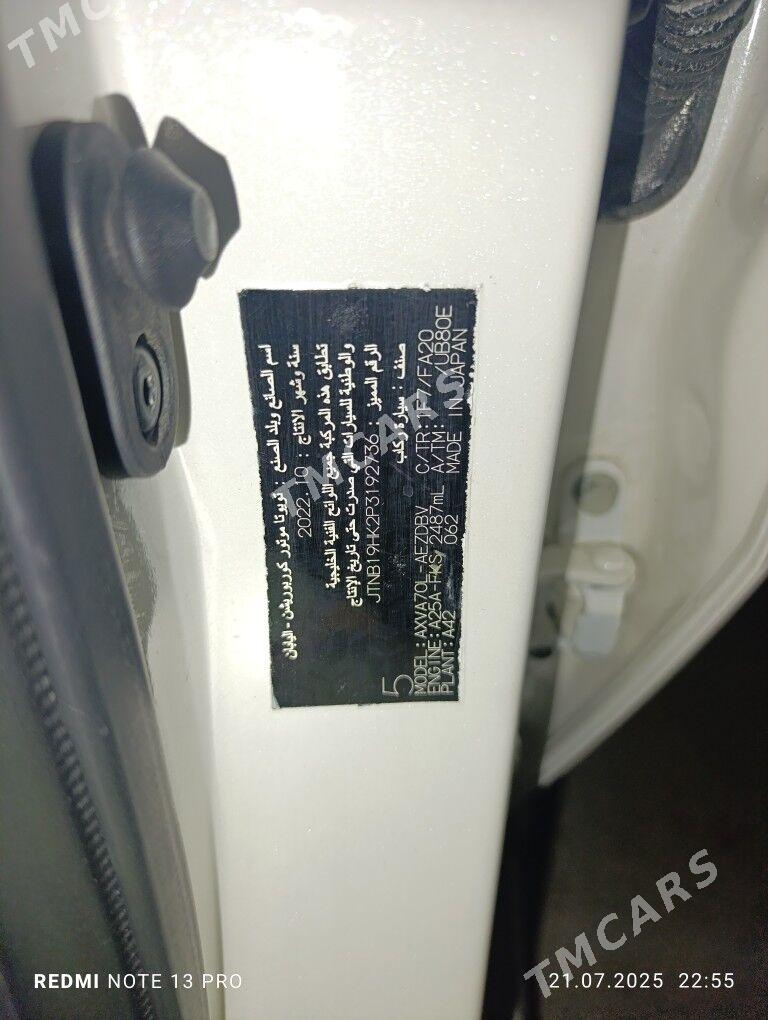 TMCARS
اسم الصانع وبلد الصنع : تويوتا موتور كوربوريشن - اليابان
سنة وشهر الانتاج : 2022.10
تطابق هذه المركبة جميع اللوائح الفنية الخليجية
والوطنية للسيارات التي صدرت حتى تاريخ الإنتاج
الرقم المميز : JTNB19HK2P3192736
صنف : سيارة ركاب
5
MODEL: AXVA70L-AEZDBV C/TR: /FA20
ENGINE: A25A-FKS/2487mL A/TM: /UB80E
PLANT: A42 062 MADE IN JAPAN
TMCARS
TMCARS
REDMI NOTE 13 PRO
21.07.2025 22:55